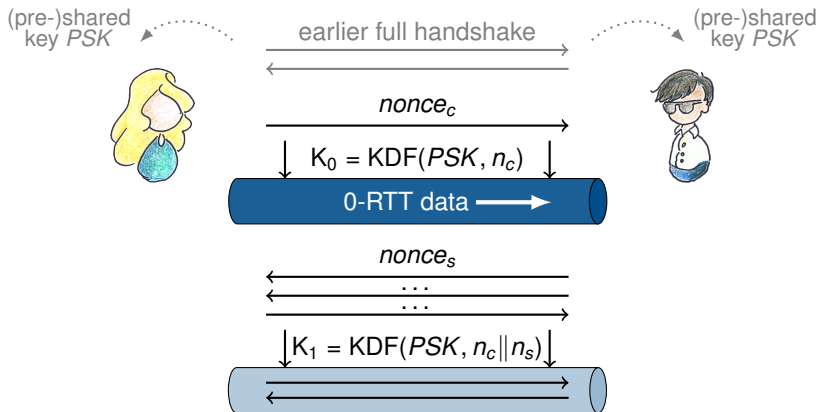 (pre-)shared
key PSK
earlier full handshake
(pre-)shared
key PSK
nonce_c
K_0 = KDF(PSK, n_c)
0-RTT data
nonce_s
...
...
K_1 = KDF(PSK, n_c‖n_s)